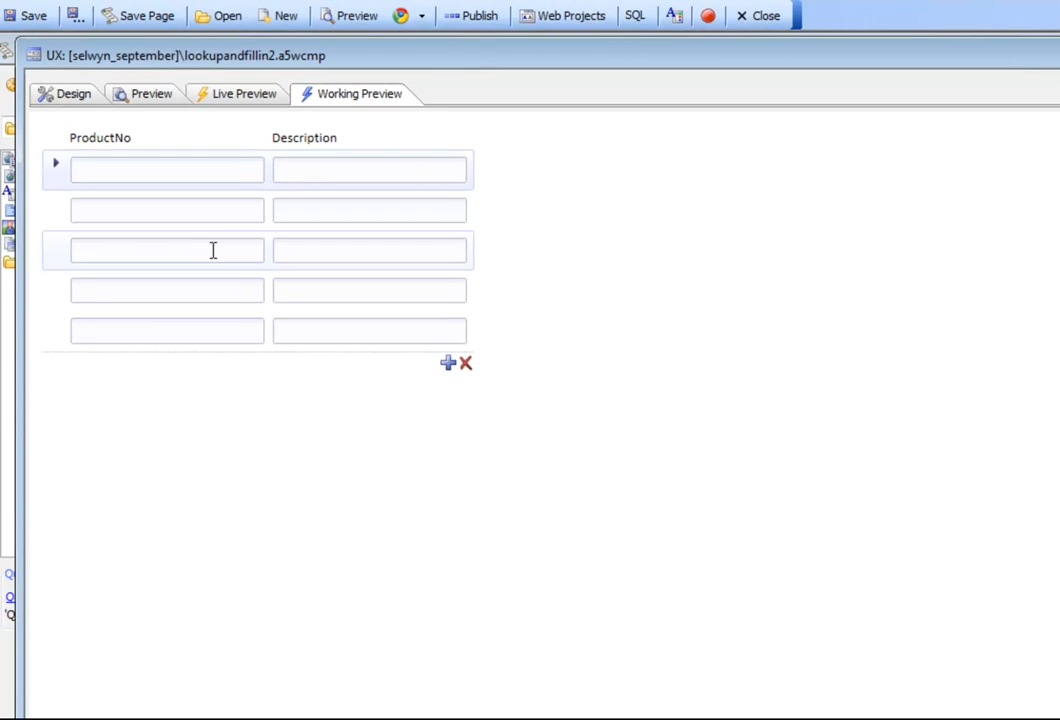 Save Save Page Open New Preview Publish Web Projects SQL Close
UX: [selwyn_september]\lookupandfillin2.a5wcmp
Design Preview Live Preview Working Preview
ProductNo Description